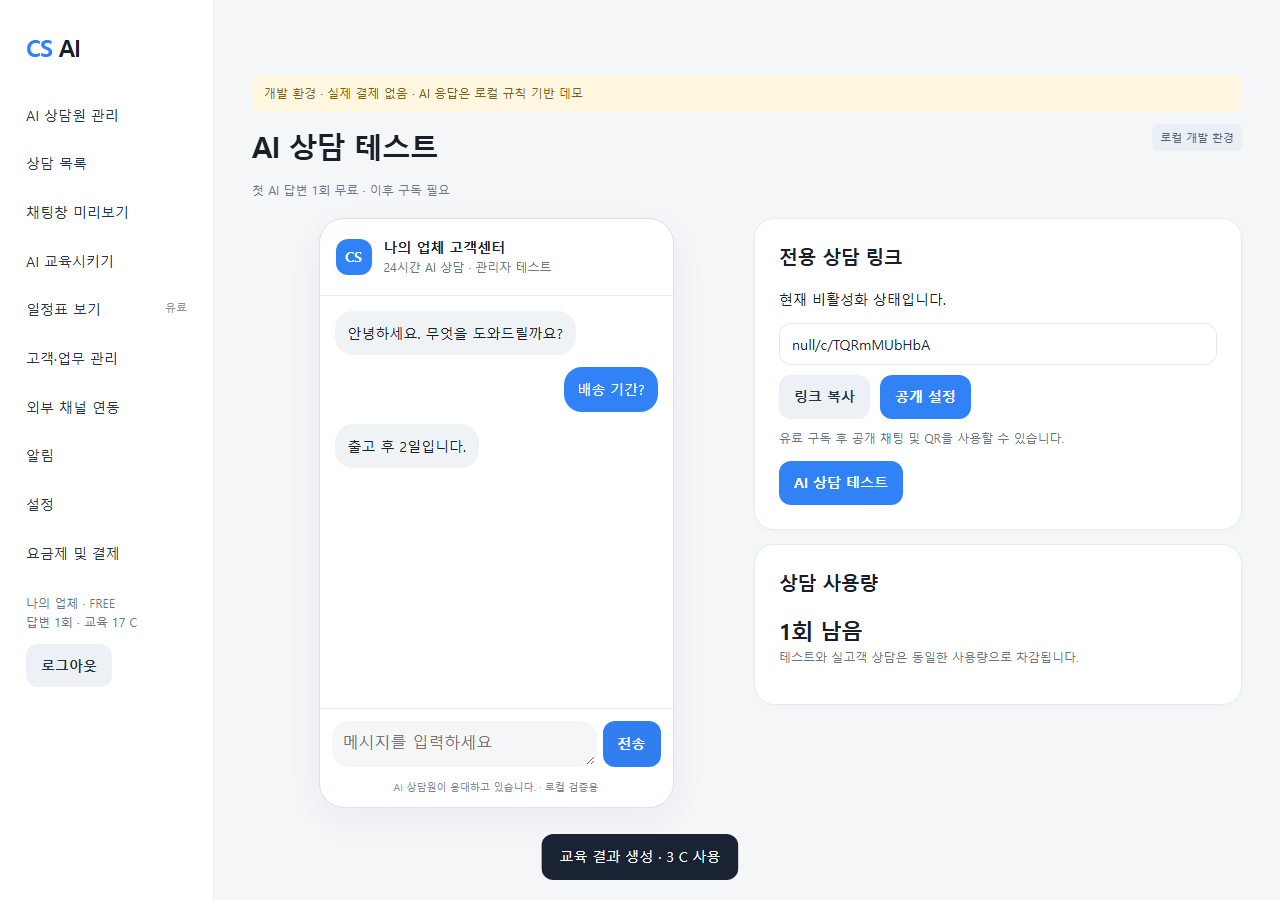 CS AI
AI 상담원 관리
상담 목록
채팅창 미리보기
AI 교육시키기
일정표 보기 유료
고객·업무 관리
외부 채널 연동
알림
설정
요금제 및 결제
나의 업체 · FREE
답변 1회 · 교육 17 C
로그아웃
개발 환경 · 실제 결제 없음 · AI 응답은 로컬 규칙 기반 데모
AI 상담 테스트
로컬 개발 환경
첫 AI 답변 1회 무료 · 이후 구독 필요
CS
나의 업체 고객센터
24시간 AI 상담 · 관리자 테스트
안녕하세요. 무엇을 도와드릴까요?
배송 기간?
출고 후 2일입니다.
메시지를 입력하세요
전송
AI 상담원이 응대하고 있습니다. · 로컬 검증용
전용 상담 링크
현재 비활성화 상태입니다.
null/c/TQRmMUbHbA
링크 복사
공개 설정
유료 구독 후 공개 채팅 및 QR을 사용할 수 있습니다.
AI 상담 테스트
상담 사용량
1회 남음
테스트와 실고객 상담은 동일한 사용량으로 차감됩니다.
교육 결과 생성 · 3 C 사용